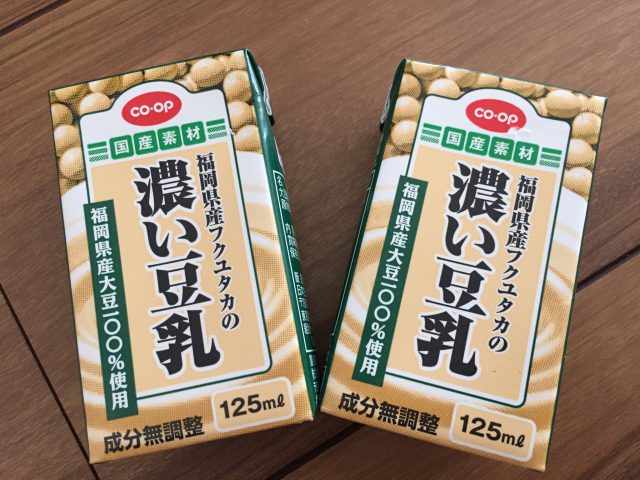 co-op
国産素材
福岡県産フクユタカの
濃い豆乳
福岡県産大豆一〇〇%使用
成分無調整
125mℓ
co-op
国産素材
福岡県産フクユタカの
濃い豆乳
福岡県産大豆一〇〇%使用
成分無調整
125mℓ